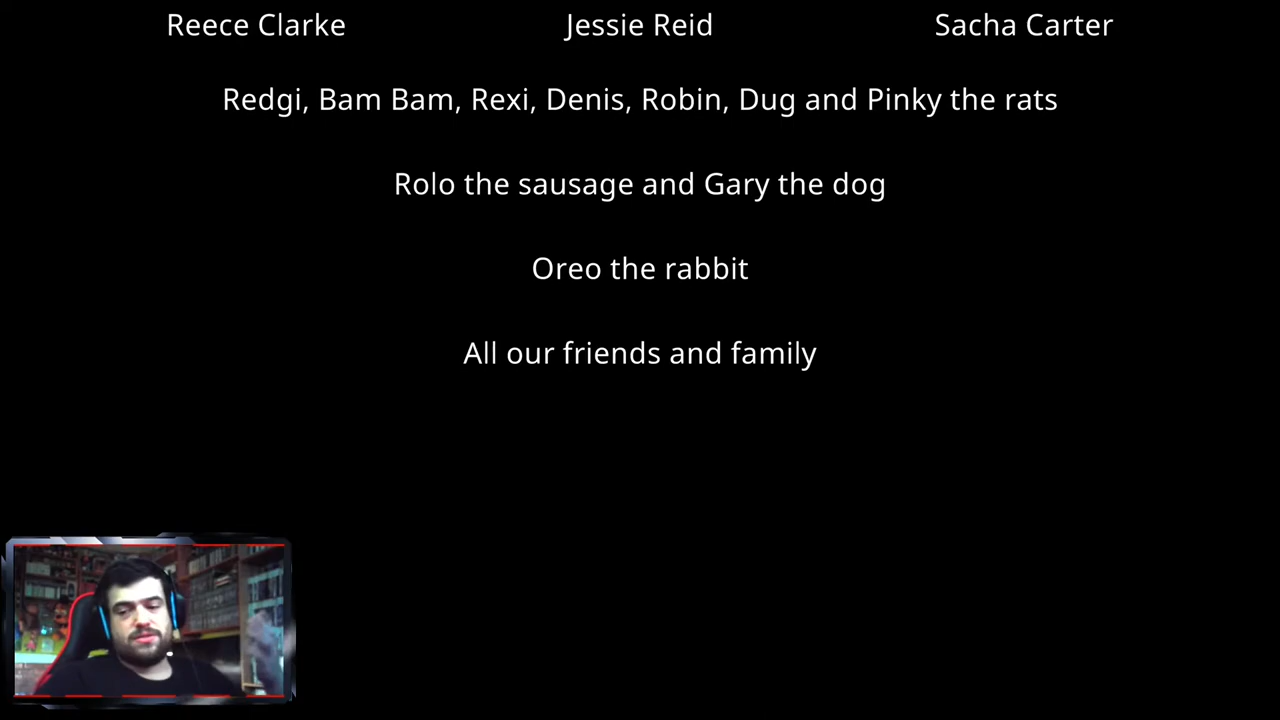 Reece Clarke Jessie Reid Sacha Carter
Redgi, Bam Bam, Rexi, Denis, Robin, Dug and Pinky the rats
Rolo the sausage and Gary the dog
Oreo the rabbit
All our friends and family